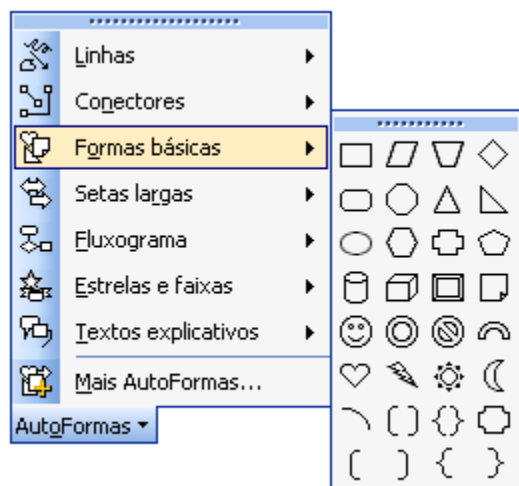 Linhas
Conectores
Formas básicas
Setas largas
Fluxograma
Estrelas e faixas
Textos explicativos
Mais AutoFormas...
AutoFormas